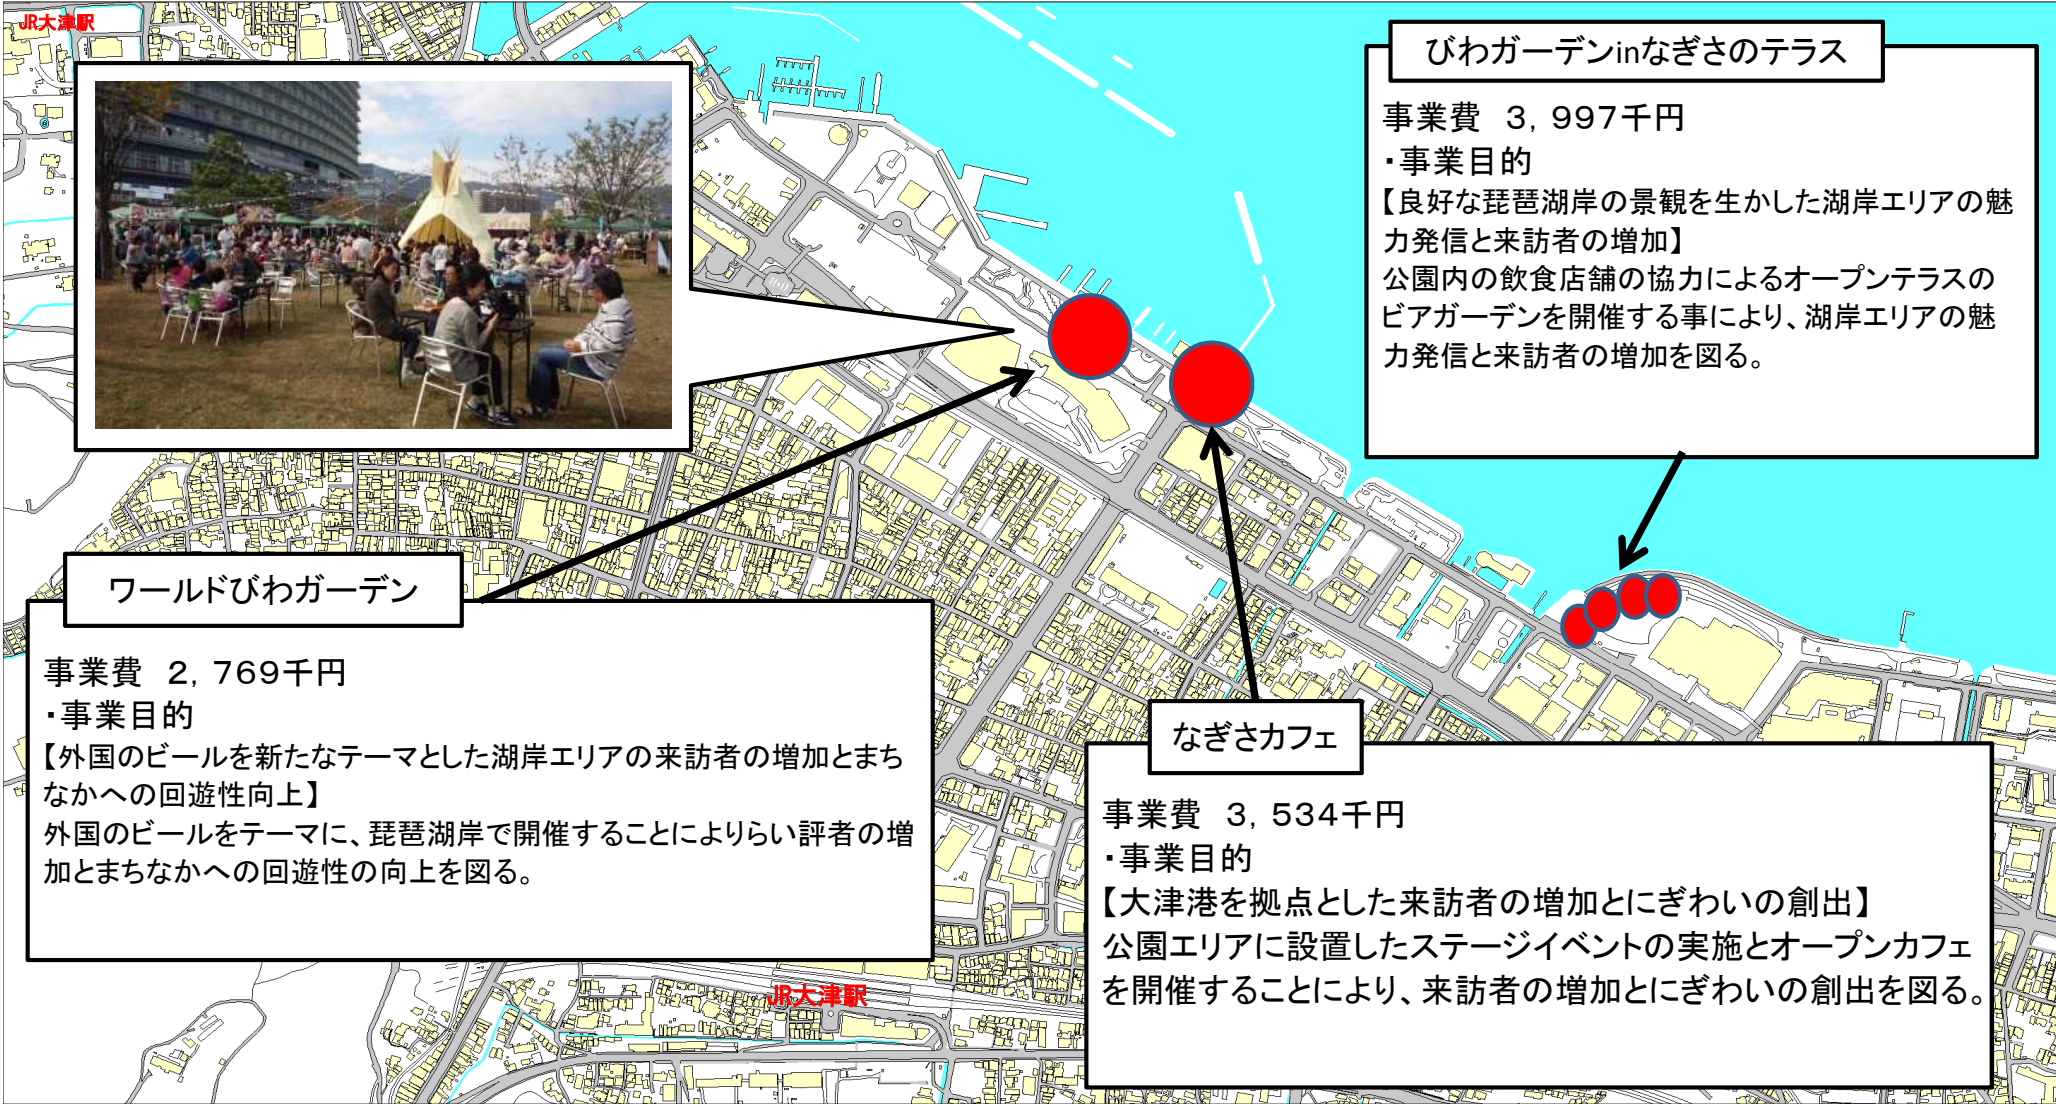 JR大津駅
びわガーデンinなぎさのテラス
事業費　3，997千円
・事業目的
【良好な琵琶湖岸の景観を生かした湖岸エリアの魅
力発信と来訪者の増加】
公園内の飲食店舗の協力によるオープンテラスの
ビアガーデンを開催する事により、湖岸エリアの魅
力発信と来訪者の増加を図る。
ワールドびわガーデン
事業費　2，769千円
・事業目的
【外国のビールを新たなテーマとした湖岸エリアの来訪者の増加とまち
なかへの回遊性向上】
外国のビールをテーマに、琵琶湖岸で開催することによりらい評者の増
加とまちなかへの回遊性の向上を図る。
なぎさカフェ
事業費　3，534千円
・事業目的
【大津港を拠点とした来訪者の増加とにぎわいの創出】
公園エリアに設置したステージイベントの実施とオープンカフェ
を開催することにより、来訪者の増加とにぎわいの創出を図る。
JR大津駅